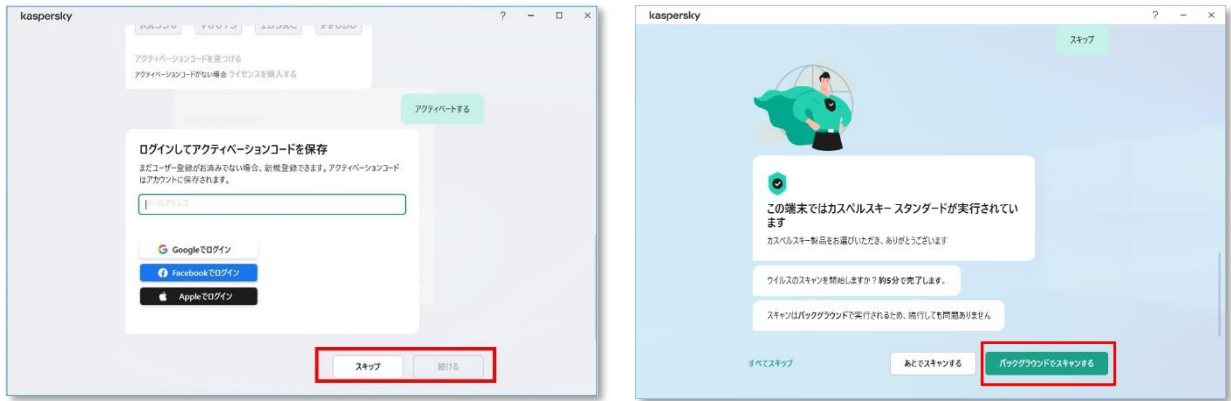 kaspersky
アクティベーションコードを見つける
アクティベーションコードがない場合 ライセンスを購入する
アクティベートする
ログインしてアクティベーションコードを保存
まだユーザー登録がお済みでない場合、新規登録できます。アクティベーションコード
はアカウントに保存されます。
メールアドレス
Googleでログイン
Facebookでログイン
Appleでログイン
スキップ
続ける
kaspersky
スキップ
この端末ではカスペルスキー スタンダードが実行されてい
ます
カスペルスキー製品をお選びいただき、ありがとうございます
ウイルスのスキャンを開始しますか？約5分で完了します。
スキャンはバックグラウンドで実行されるため、続行しても問題ありません
すべてスキップ
あとでスキャンする
バックグラウンドでスキャンする